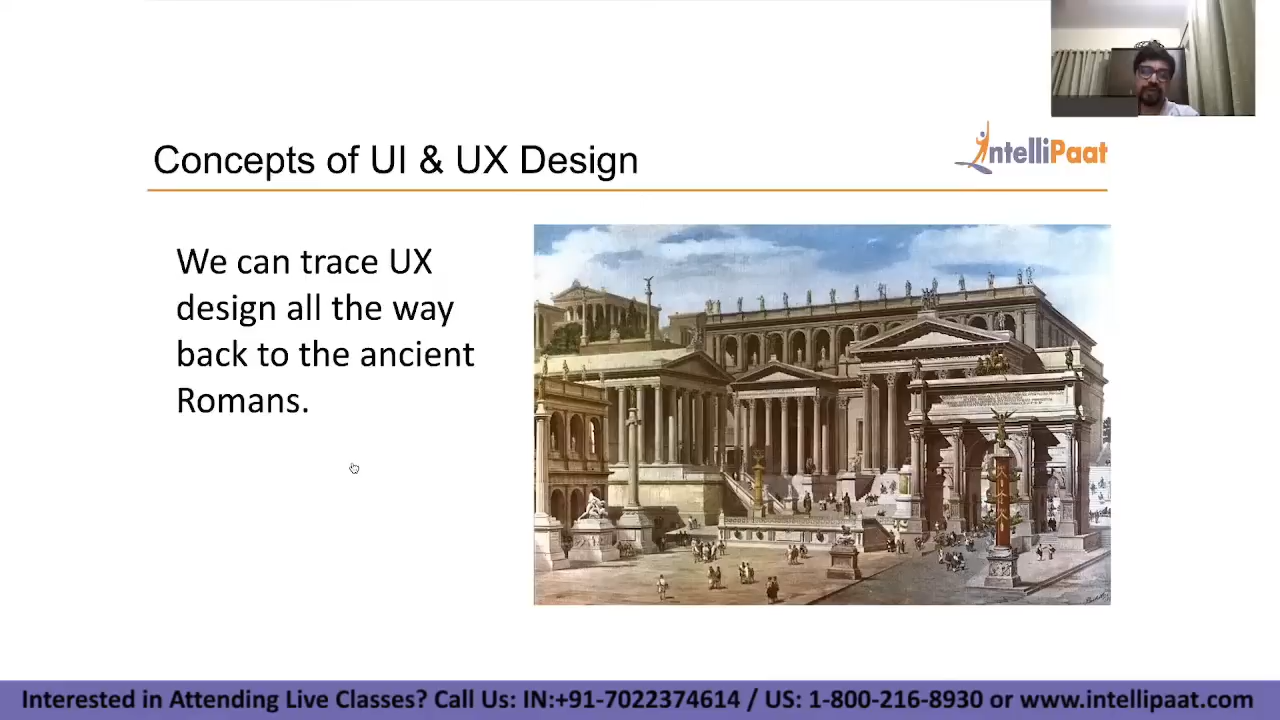 Concepts of UI & UX Design
IntelliPaat
We can trace UX
design all the way
back to the ancient
Romans.
Interested in Attending Live Classes? Call Us: IN:+91-7022374614 / US: 1-800-216-8930 or www.intellipaat.com